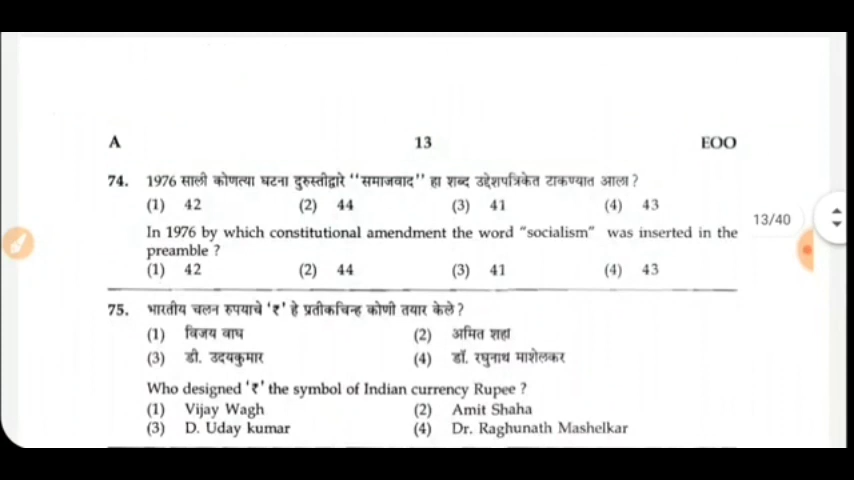 A 13 EOO
74. 1976 साली कोणत्या घटना दुरुस्तीद्वारे "समाजवाद" हा शब्द उद्देशपत्रिकेत टाकण्यात आला ?
(1) 42 (2) 44 (3) 41 (4) 43
13/40
In 1976 by which constitutional amendment the word "socialism" was inserted in the
preamble ?
(1) 42 (2) 44 (3) 41 (4) 43
75. भारतीय चलन रुपयाचे '₹' हे प्रतीकचिन्ह कोणी तयार केले ?
(1) विजय वाघ (2) अमित शहा
(3) डी. उदयकुमार (4) डॉ. रघुनाथ माशेलकर
Who designed '₹' the symbol of Indian currency Rupee ?
(1) Vijay Wagh (2) Amit Shaha
(3) D. Uday kumar (4) Dr. Raghunath Mashelkar